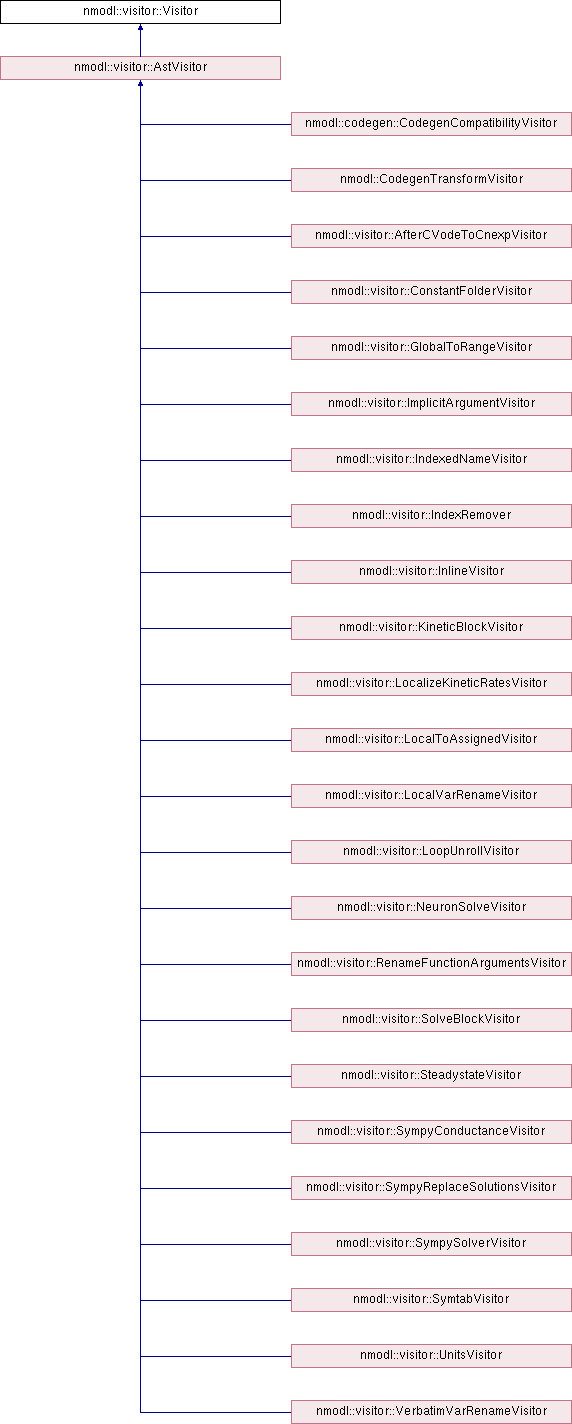 nmodl::visitor::Visitor
nmodl::visitor::AstVisitor
nmodl::codegen::CodegenCompatibilityVisitor
nmodl::CodegenTransformVisitor
nmodl::visitor::AfterCVodeToCnexpVisitor
nmodl::visitor::ConstantFolderVisitor
nmodl::visitor::GlobalToRangeVisitor
nmodl::visitor::ImplicitArgumentVisitor
nmodl::visitor::IndexedNameVisitor
nmodl::visitor::IndexRemover
nmodl::visitor::InlineVisitor
nmodl::visitor::KineticBlockVisitor
nmodl::visitor::LocalizeKineticRatesVisitor
nmodl::visitor::LocalToAssignedVisitor
nmodl::visitor::LocalVarRenameVisitor
nmodl::visitor::LoopUnrollVisitor
nmodl::visitor::NeuronSolveVisitor
nmodl::visitor::RenameFunctionArgumentsVisitor
nmodl::visitor::SolveBlockVisitor
nmodl::visitor::SteadystateVisitor
nmodl::visitor::SympyConductanceVisitor
nmodl::visitor::SympyReplaceSolutionsVisitor
nmodl::visitor::SympySolverVisitor
nmodl::visitor::SymtabVisitor
nmodl::visitor::UnitsVisitor
nmodl::visitor::VerbatimVarRenameVisitor